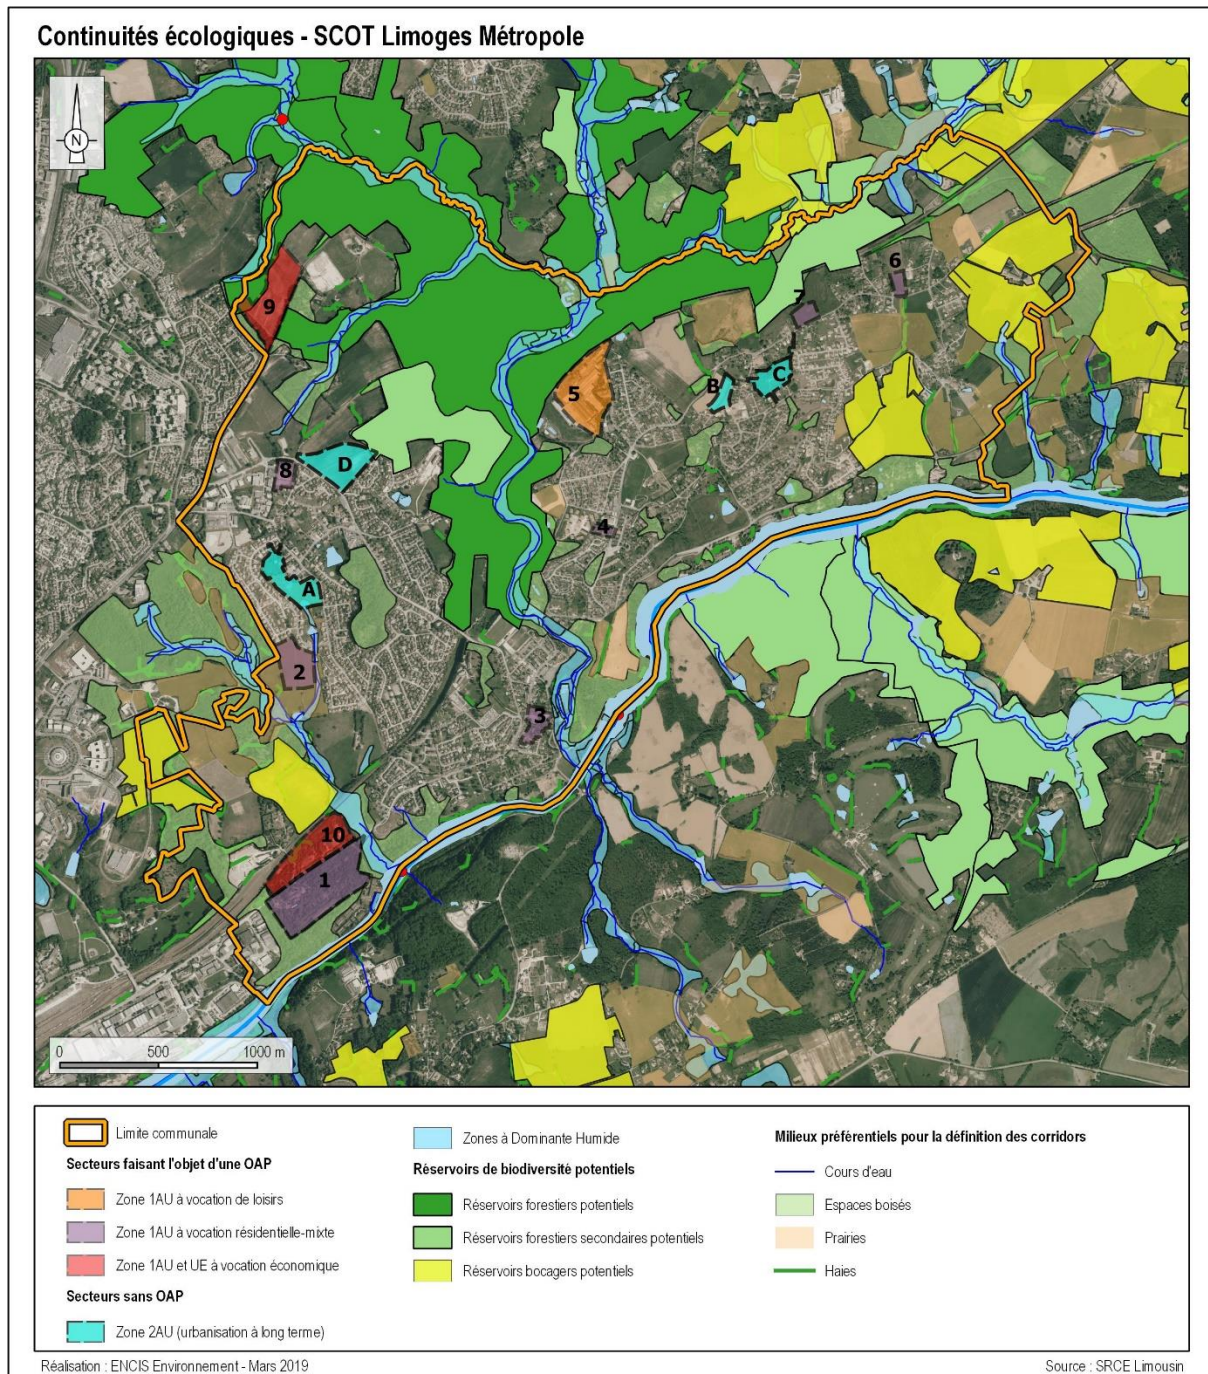 Continuités écologiques - SCOT Limoges Métropole
N
6
9
7
5
B
C
8
D
4
A
2
3
10
1
0 500 1000 m
Limite communale
Secteurs faisant l'objet d'une OAP
Zone 1AU à vocation de loisirs
Zone 1AU à vocation résidentielle-mixte
Zone 1AU et UE à vocation économique
Secteurs sans OAP
Zone 2AU (urbanisation à long terme)
Zones à Dominante Humide
Réservoirs de biodiversité potentiels
Réservoirs forestiers potentiels
Réservoirs forestiers secondaires potentiels
Réservoirs bocagers potentiels
Milieux préférentiels pour la définition des corridors
Cours d'eau
Espaces boisés
Prairies
Haies
Réalisation : ENCIS Environnement - Mars 2019
Source : SRCE Limousin